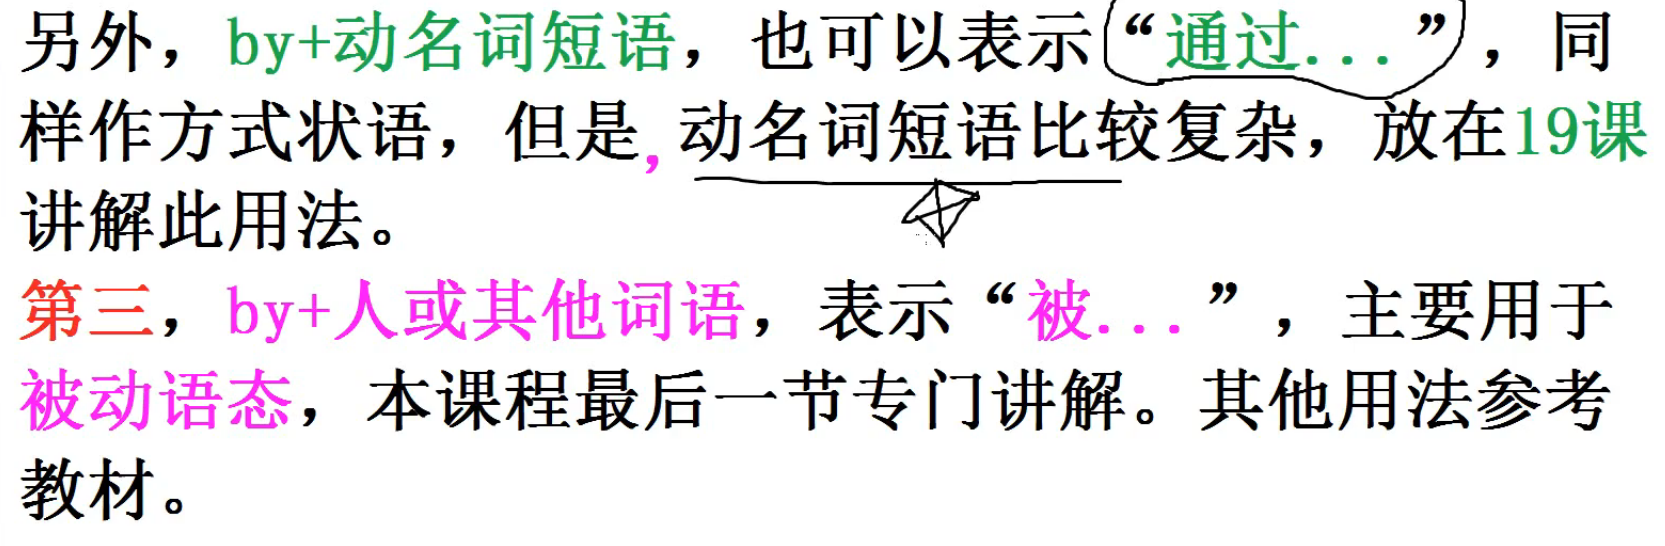 另外，by+动名词短语，也可以表示“通过...”，同
样作方式状语，但是，动名词短语比较复杂，放在19课
讲解此用法。
第三，by+人或其他词语，表示“被...”，主要用于
被动语态，本课程最后一节专门讲解。其他用法参考
教材。